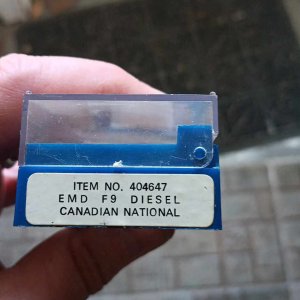 ITEM NO. 404647
EMD F9 DIESEL
CANADIAN NATIONAL